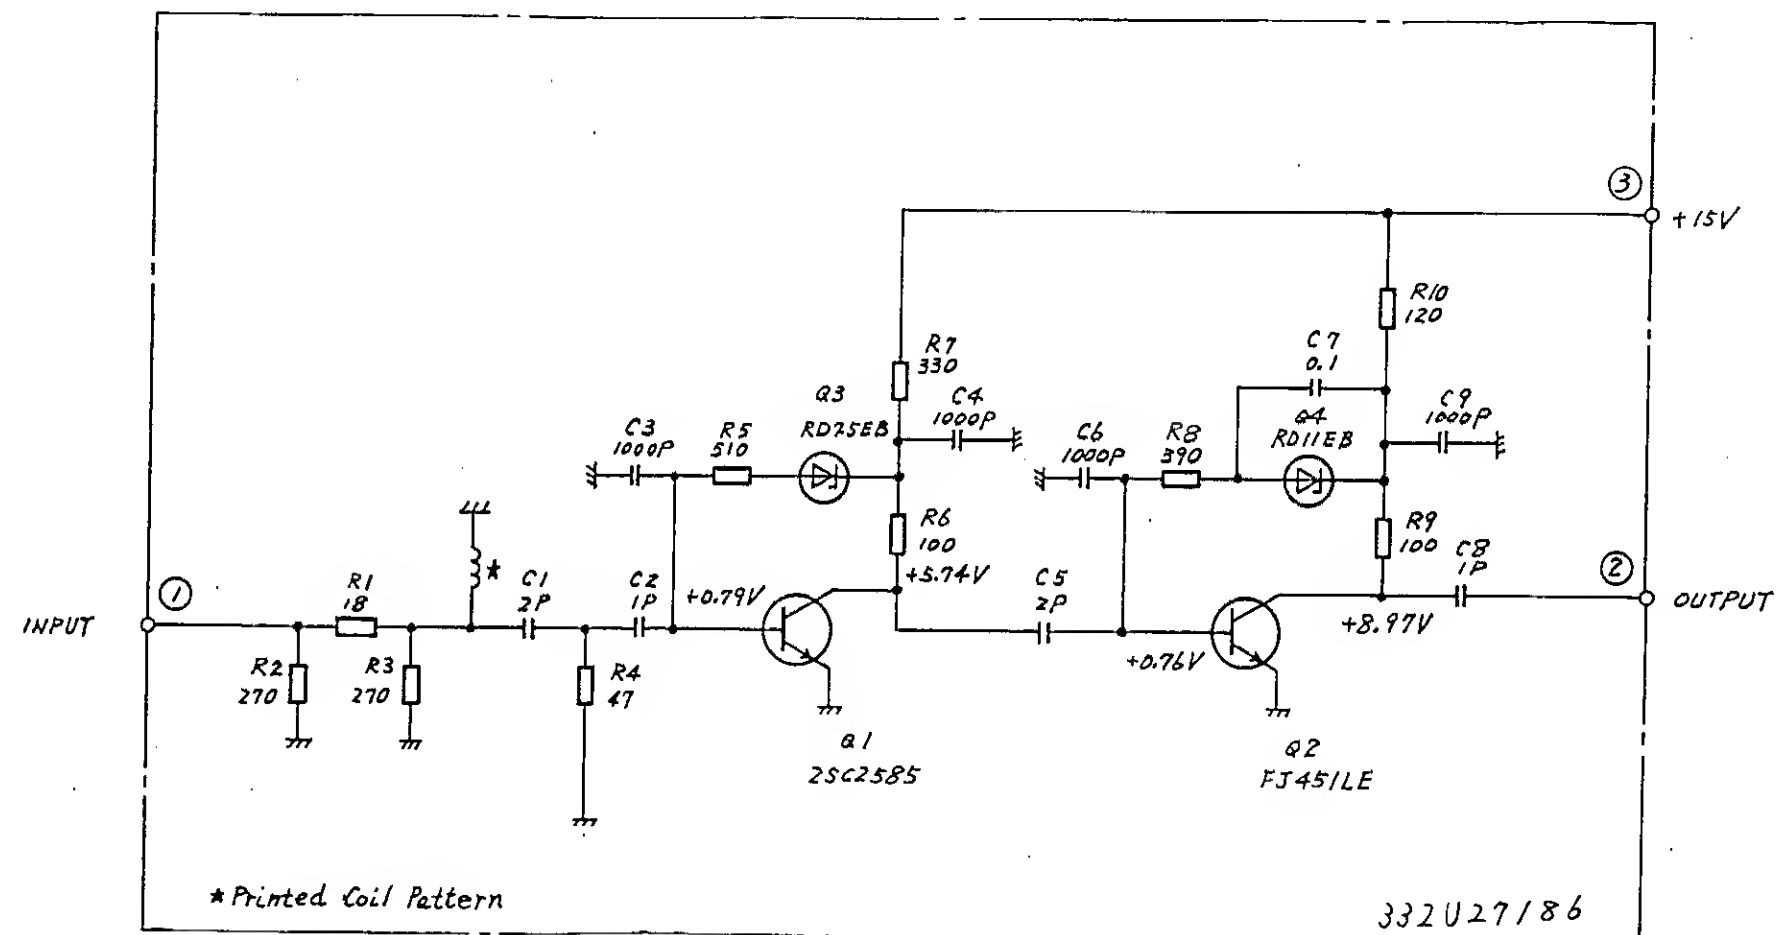 ③
+15V
R10
120
C7
0.1
R7
330
Q3
RD75EB
C4
1000P
Q4
RD11EB
C9
1000P
C3
1000P
R5
510
C6
1000P
R8
390
R6
100
+5.74V
R9
100
C8
1P
②
OUTPUT
①
INPUT
R1
18
★
C1
2P
C2
1P
+0.79V
C5
2P
+8.97V
+0.76V
R2
270
R3
270
R4
47
Q1
2SC2585
Q2
FJ451LE
★Printed Coil Pattern
332U27186